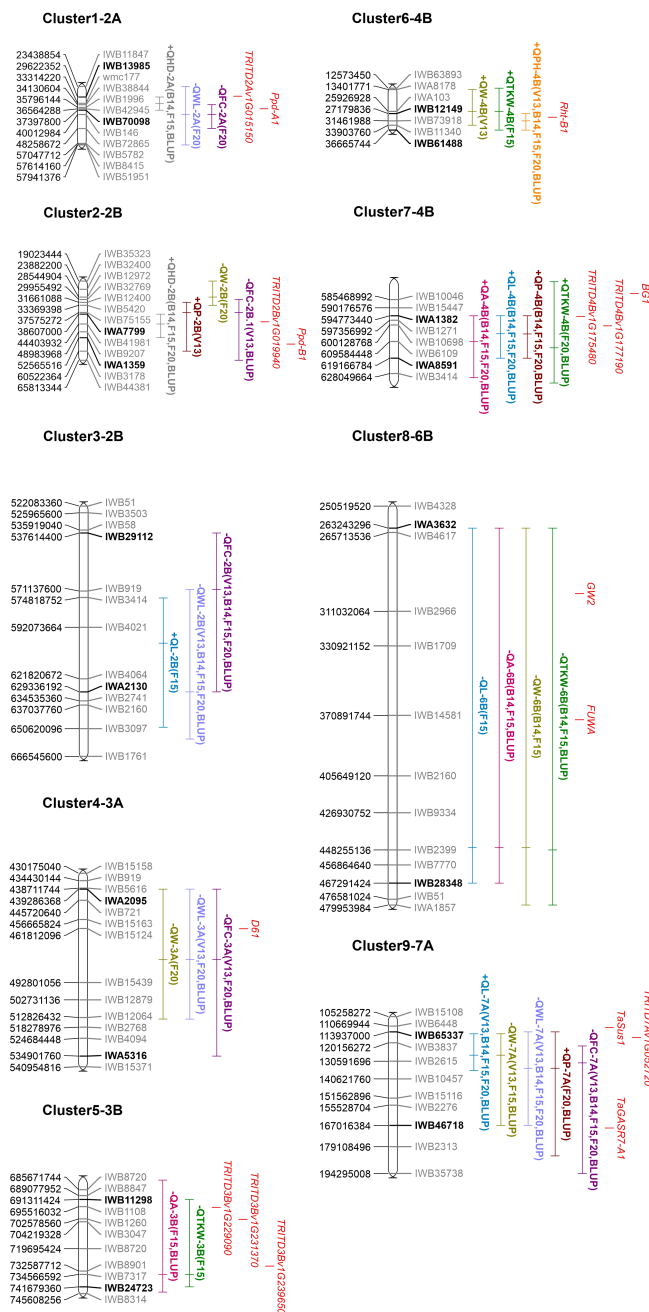 Cluster1-2A
23438854 IWB11847
29622352 IWB13985
33314220 wmc177
34130604 IWB38844
35796144 IWB1996
36564288 IWB42945
37397800 IWB70098
40012984 IWB146
48258672 IWB72865
57047712 IWB5782
57614160 IWB8415
57941376 IWB51951
+QHD-2A(B14,F15,BLUP)
-QWL-2A(F20)
-QFC-2A(F20)
TRITD2Av1G015150
Ppd-A1
Cluster2-2B
19023444 IWB35323
23882200 IWB32400
28544904 IWB12972
29955492 IWB32769
31661088 IWB12400
33369398 IWB5420
37575272 IWB75155
38607000 IWA7799
44403932 IWB41981
48983968 IWB9207
52565516 IWA1359
60522364 IWB3178
65813344 IWB44381
+QHD-2B(B14,F15,F20,BLUP)
+QP-2B(V13)
-QW-2B(F20)
-QFC-2B.1(V13,BLUP)
TRITD2Bv1G019940
Ppd-B1
Cluster3-2B
522083360 IWB51
525965600 IWB3503
535919040 IWB58
537614400 IWB29112
571137600 IWB919
574818752 IWB3414
592073664 IWB4021
621820672 IWB4064
629336192 IWA2130
634535360 IWB2741
637037760 IWB2160
650620096 IWB3097
666545600 IWB1761
+QL-2B(F15)
-QWL-2B(V13,B14,F15,F20,BLUP)
-QFC-2B(V13,B14,F15,F20,BLUP)
Cluster4-3A
430175040 IWB15158
434430144 IWB919
438711744 IWB5616
439286368 IWA2095
445720640 IWB721
456665824 IWB15163
461812096 IWB15124
492801056 IWB15439
502731136 IWB12879
512826432 IWB12064
518278976 IWB2768
524684448 IWB4094
534901760 IWA5316
540954816 IWB15371
-QW-3A(F20)
-QWL-3A(V13,F20,BLUP)
-QFC-3A(V13,F20,BLUP)
D61
Cluster5-3B
685671744 IWB8720
689077952 IWB8847
691311424 IWB11298
695516032 IWB1108
702578560 IWB1260
704219328 IWB3047
719695424 IWB8720
732587712 IWB8901
734566592 IWB7317
741679360 IWB24723
745608256 IWB8314
-QA-3B(F15,BLUP)
-QTKW-3B(F15)
TRITD3Bv1G229090
TRITD3Bv1G231370
TRITD3Bv1G239650
Cluster6-4B
12573450 IWB63893
13401771 IWA8178
25926928 IWA103
27179836 IWB12149
31461988 IWB73918
33903760 IWB11340
36665744 IWB61488
+QW-4B(V13)
+QTKW-4B(F15)
+QPH-4B(V13,B14,F15,F20,BLUP)
Rht-B1
Cluster7-4B
585468992 IWB10046
590176576 IWB15447
594773440 IWA1382
597356992 IWB1271
600128768 IWB10698
609584448 IWB6109
619166784 IWA8591
628049664 IWB3414
+QA-4B(B14,F15,F20,BLUP)
+QL-4B(B14,F15,F20,BLUP)
+QP-4B(B14,F15,F20,BLUP)
+QTKW-4B(F20,BLUP)
TRITD4Bv1G175480
TRITD4Bv1G177190
BG1
Cluster8-6B
250519520 IWB4328
263243296 IWA3632
265713536 IWB4617
311032064 IWB2966
330921152 IWB1709
370891744 IWB14581
405649120 IWB2160
426930752 IWB9334
448255136 IWB2399
456864640 IWB7770
467291424 IWB28348
476581024 IWB51
479953984 IWA1857
-QL-6B(F15)
-QA-6B(B14,F15,BLUP)
-QW-6B(B14,F15)
-QTKW-6B(B14,F15,BLUP)
GW2
FUWA
Cluster9-7A
105258272 IWB15108
110669944 IWB6448
113937000 IWB65337
120156272 IWB3837
130591696 IWB2615
140621760 IWB10457
151562896 IWB15116
155528704 IWB2276
167016384 IWB46718
179108496 IWB2313
194295008 IWB35738
+QL-7A(V13,B14,F15,F20,BLUP)
-QW-7A(V13,F15,BLUP)
-QWL-7A(V13,B14,F15,F20,BLUP)
+QP-7A(F20,BLUP)
-QFC-7A(V13,B14,F15,F20,BLUP)
TaSus1
TaGASR7-A1